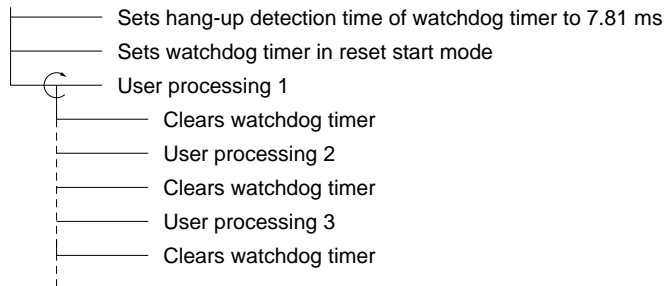 Sets hang-up detection time of watchdog timer to 7.81 ms
Sets watchdog timer in reset start mode
User processing 1
Clears watchdog timer
User processing 2
Clears watchdog timer
User processing 3
Clears watchdog timer